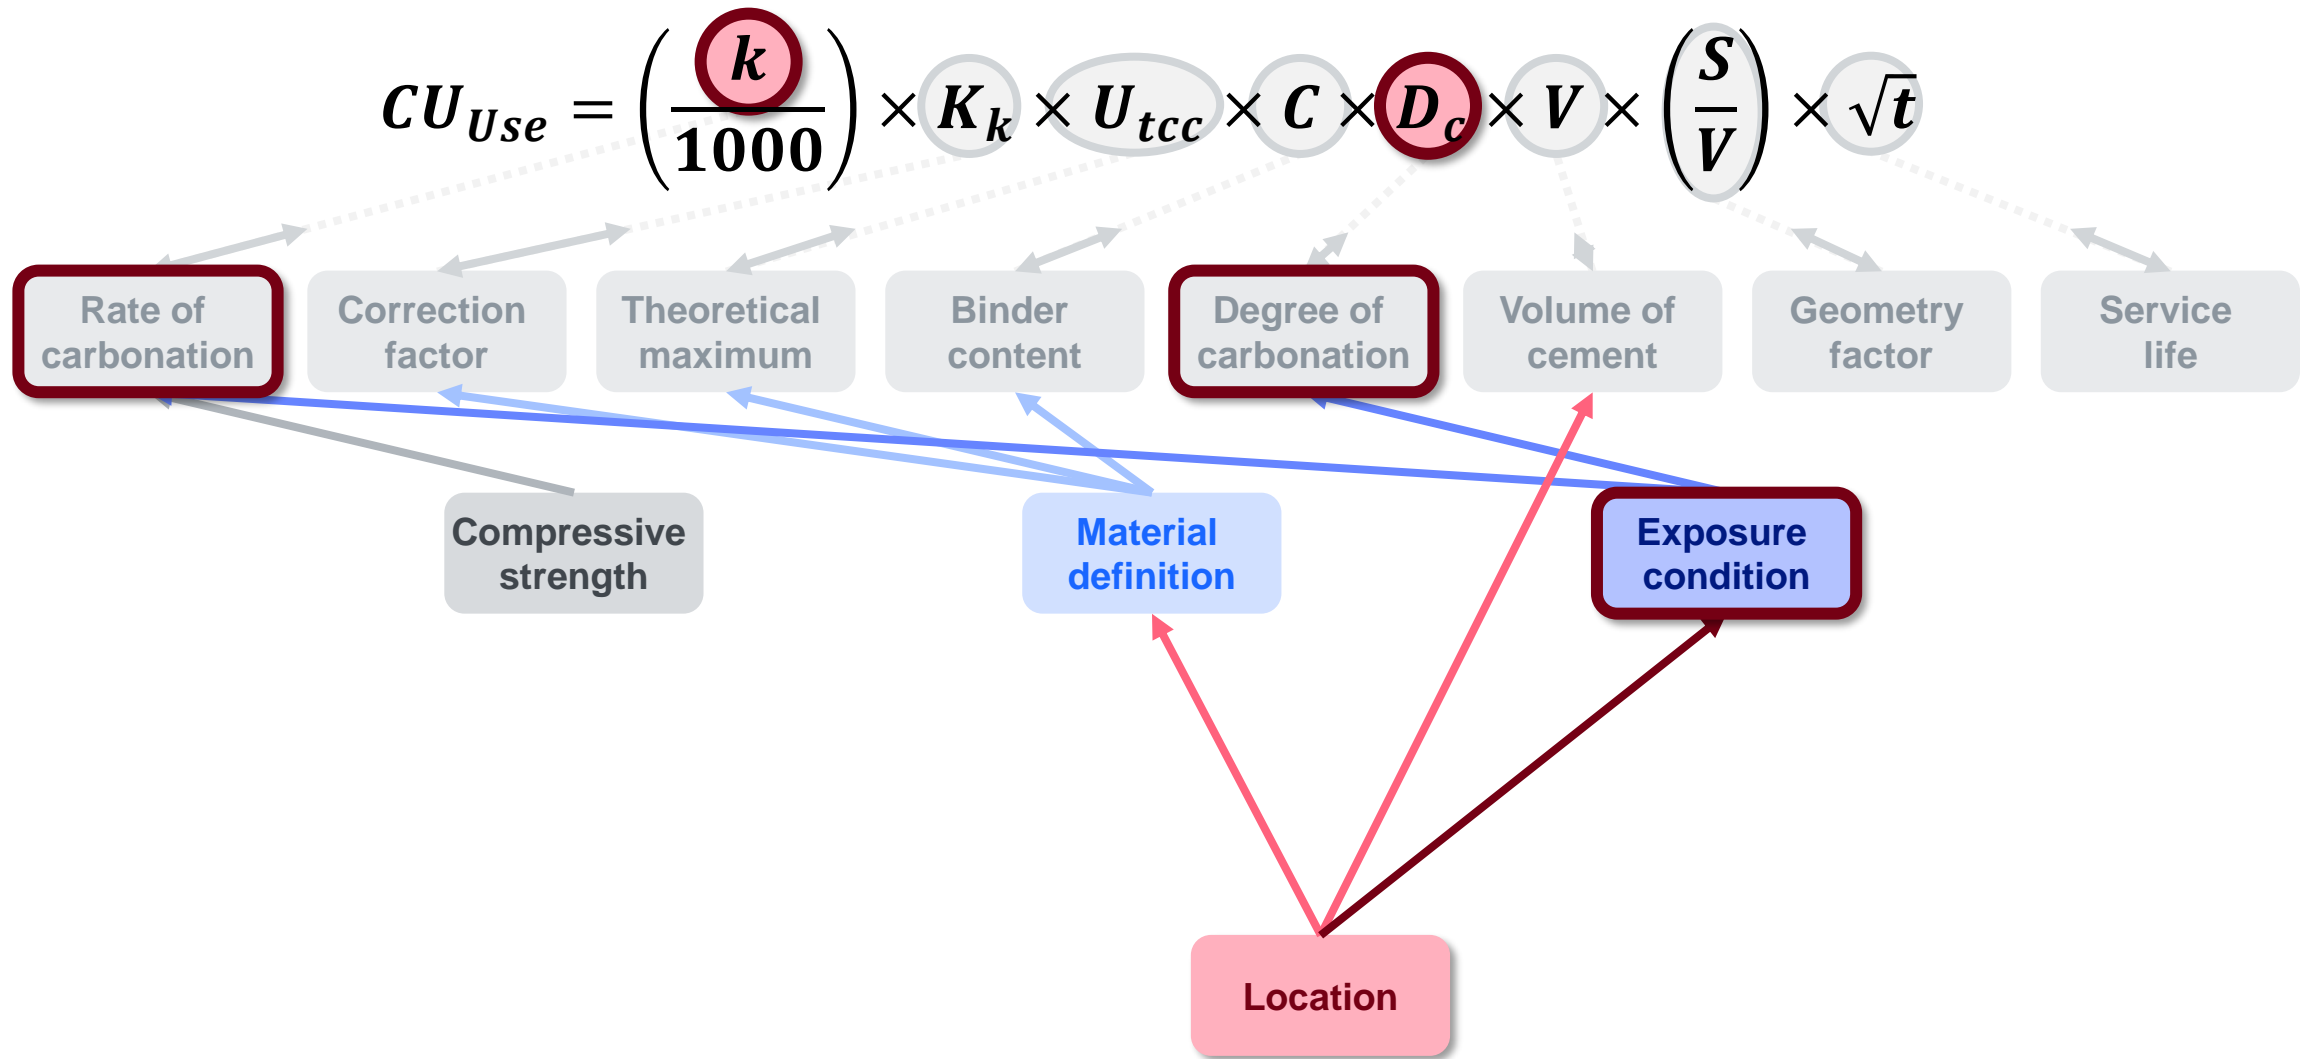 CU_Use = (k/1000) × K_k × U_tcc × C × D_c × V × (S/V) × √t
Rate of
carbonation
Correction
factor
Theoretical
maximum
Binder
content
Degree of
carbonation
Volume of
cement
Geometry
factor
Service
life
Compressive
strength
Material
definition
Exposure
condition
Location